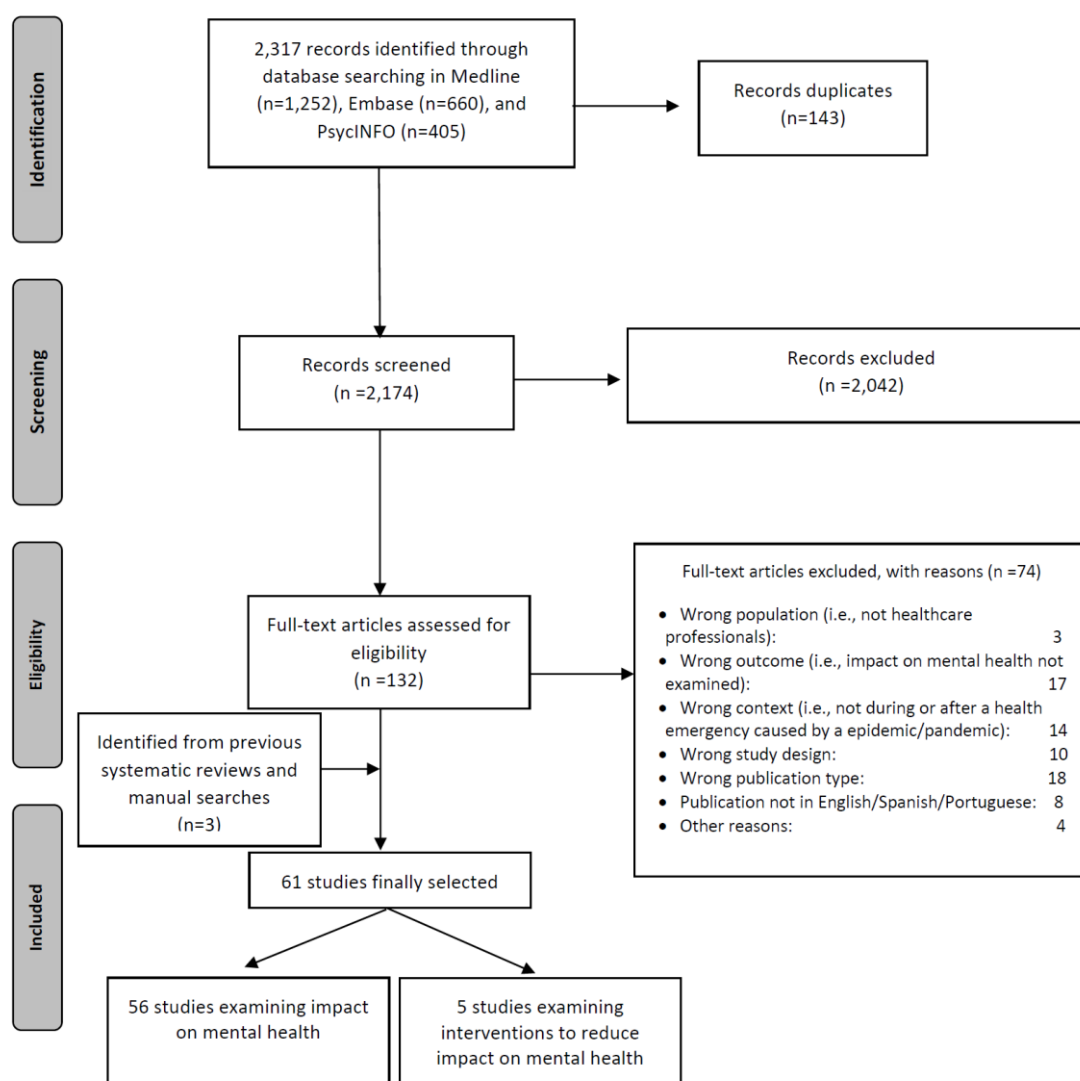 Identification
2,317 records identified through
database searching in Medline
(n=1,252), Embase (n=660), and
PsycINFO (n=405)
Records duplicates
(n=143)
Screening
Records screened
(n =2,174)
Records excluded
(n =2,042)
Eligibility
Full-text articles assessed for
eligibility
(n =132)
Full-text articles excluded, with reasons (n =74)
• Wrong population (i.e., not healthcare
professionals): 3
• Wrong outcome (i.e., impact on mental health not
examined): 17
• Wrong context (i.e., not during or after a health
emergency caused by a epidemic/pandemic): 14
• Wrong study design: 10
• Wrong publication type: 18
• Publication not in English/Spanish/Portuguese: 8
• Other reasons: 4
Identified from previous
systematic reviews and
manual searches
(n=3)
Included
61 studies finally selected
56 studies examining impact
on mental health
5 studies examining
interventions to reduce
impact on mental health